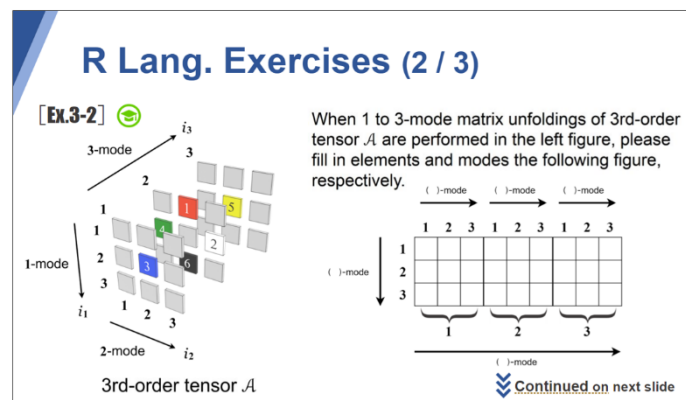 R Lang. Exercises (2 / 3)
[Ex.3-2]
When 1 to 3-mode matrix unfoldings of 3rd-order
tensor 𝒜 are performed in the left figure, please
fill in elements and modes the following figure,
respectively.
i₃
3-mode
3
2
1
1
2
3
1-mode
i₁
1 2 3
2-mode
i₂
1
5
4
2
3
6
3rd-order tensor 𝒜
( )-mode ( )-mode ( )-mode
1 2 3 1 2 3 1 2 3
1
2
3
( )-mode
1 2 3
( )-mode
Continued on next slide